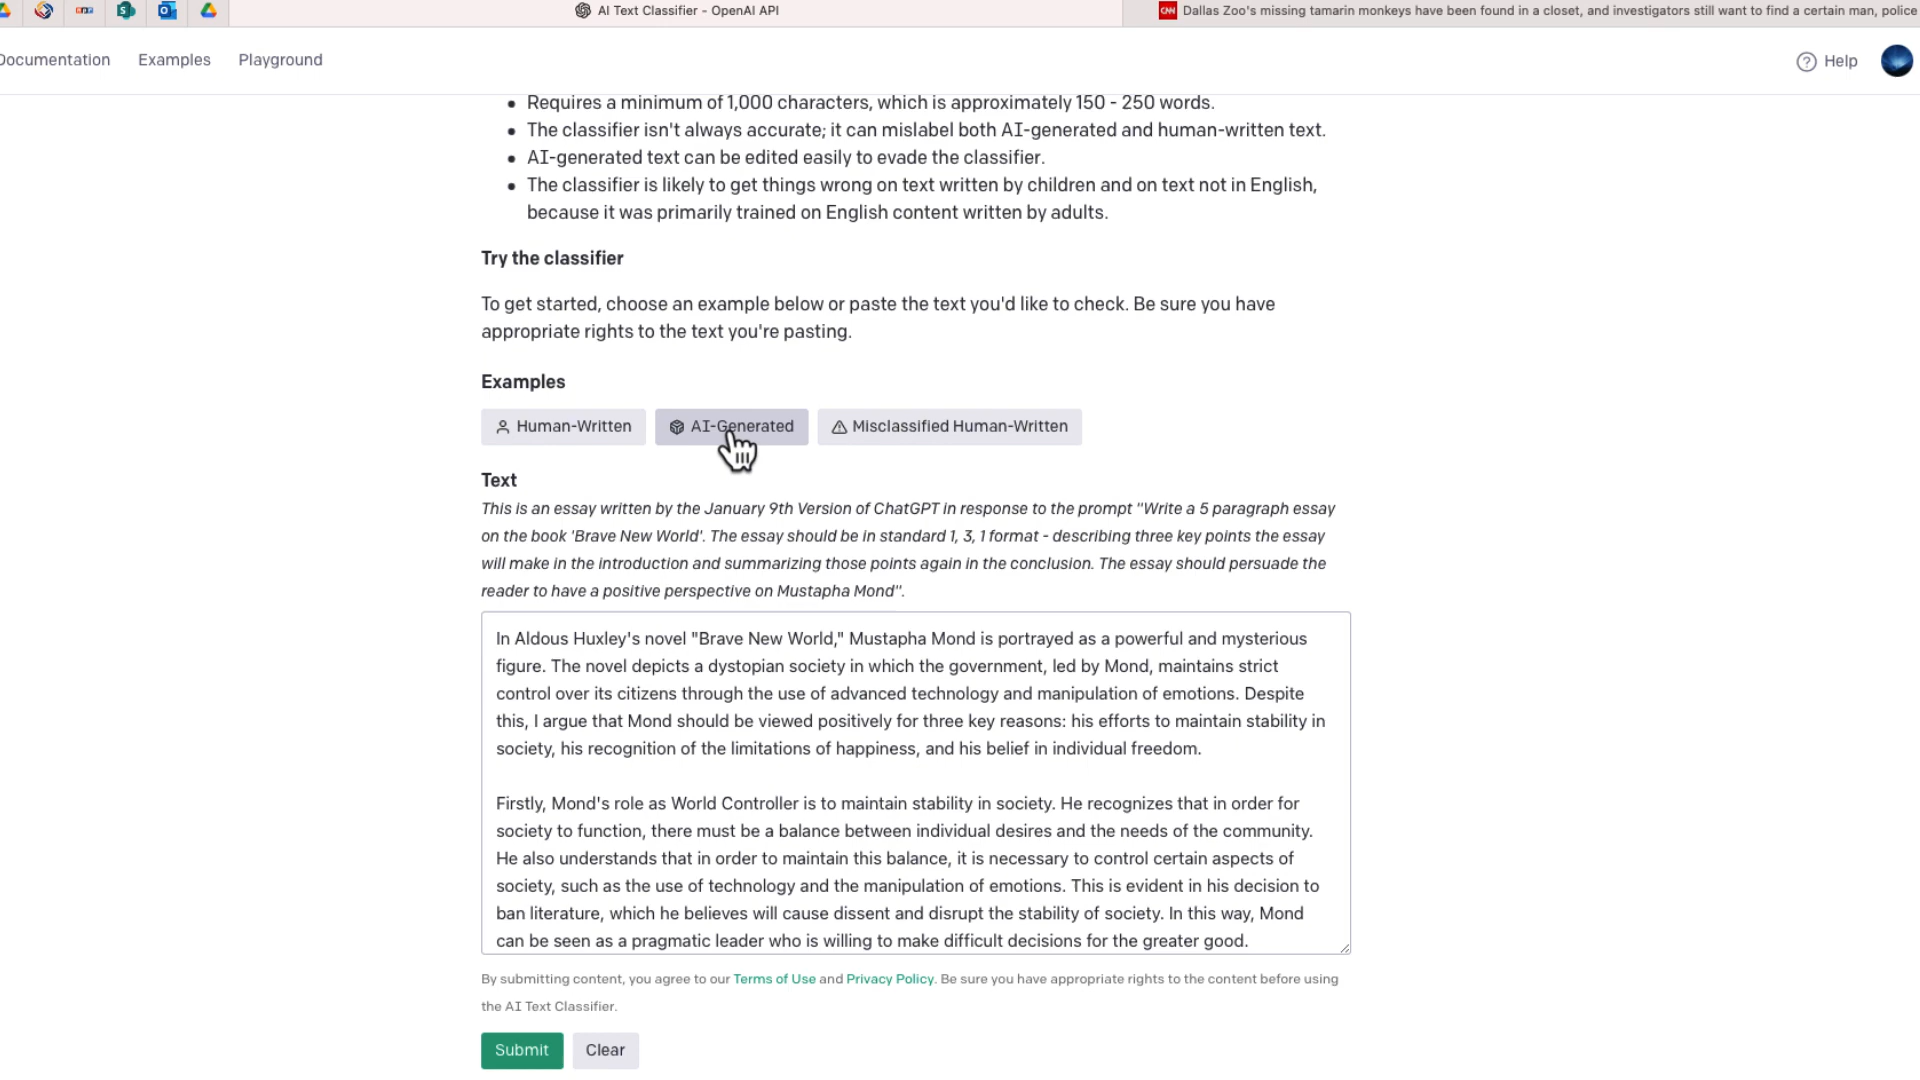 AI Text Classifier - OpenAI API
CNN Dallas Zoo's missing tamarin monkeys have been found in a closet, and investigators still want to find a certain man, police
Documentation Examples Playground
Help
Requires a minimum of 1,000 characters, which is approximately 150 - 250 words.
The classifier isn't always accurate; it can mislabel both AI-generated and human-written text.
AI-generated text can be edited easily to evade the classifier.
The classifier is likely to get things wrong on text written by children and on text not in English,
because it was primarily trained on English content written by adults.
Try the classifier
To get started, choose an example below or paste the text you'd like to check. Be sure you have
appropriate rights to the text you're pasting.
Examples
Human-Written AI-Generated Misclassified Human-Written
Text
This is an essay written by the January 9th Version of ChatGPT in response to the prompt "Write a 5 paragraph essay
on the book 'Brave New World'. The essay should be in standard 1, 3, 1 format - describing three key points the essay
will make in the introduction and summarizing those points again in the conclusion. The essay should persuade the
reader to have a positive perspective on Mustapha Mond".
In Aldous Huxley's novel "Brave New World," Mustapha Mond is portrayed as a powerful and mysterious
figure. The novel depicts a dystopian society in which the government, led by Mond, maintains strict
control over its citizens through the use of advanced technology and manipulation of emotions. Despite
this, I argue that Mond should be viewed positively for three key reasons: his efforts to maintain stability in
society, his recognition of the limitations of happiness, and his belief in individual freedom.
Firstly, Mond's role as World Controller is to maintain stability in society. He recognizes that in order for
society to function, there must be a balance between individual desires and the needs of the community.
He also understands that in order to maintain this balance, it is necessary to control certain aspects of
society, such as the use of technology and the manipulation of emotions. This is evident in his decision to
ban literature, which he believes will cause dissent and disrupt the stability of society. In this way, Mond
can be seen as a pragmatic leader who is willing to make difficult decisions for the greater good.
By submitting content, you agree to our Terms of Use and Privacy Policy. Be sure you have appropriate rights to the content before using
the AI Text Classifier.
Submit Clear